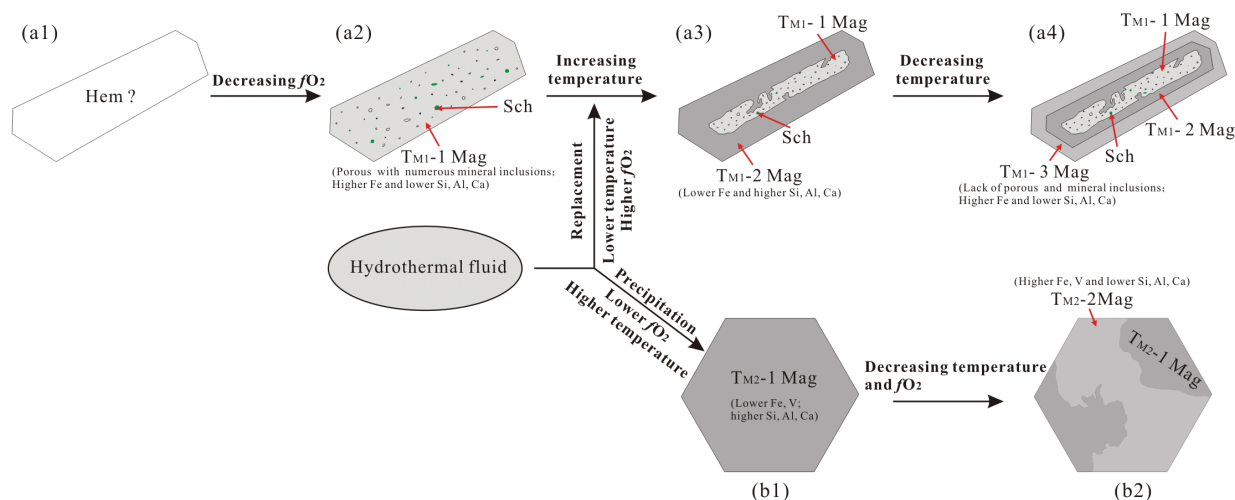 (a1)
Hem ?
Decreasing fO₂
(a2)
Sch
TM1-1 Mag
(Porous with numerous mineral inclusions;
Higher Fe and lower Si, Al, Ca)
Increasing
temperature
Replacement
Lower temperature
Higher fO₂
(a3)
TM1- 1 Mag
Sch
TM1-2 Mag
(Lower Fe and higher Si, Al, Ca)
Decreasing
temperature
(a4)
TM1- 1 Mag
TM1- 2 Mag
Sch
TM1- 3 Mag
(Lack of porous and mineral inclusions;
Higher Fe and lower Si, Al, Ca)
Hydrothermal fluid
Precipitation
Lower fO₂
Higher temperature
TM2-1 Mag
(Lower Fe, V;
higher Si, Al, Ca)
(b1)
Decreasing temperature
and fO₂
(Higher Fe, V and lower Si, Al, Ca)
TM2-2Mag
TM2-1 Mag
(b2)